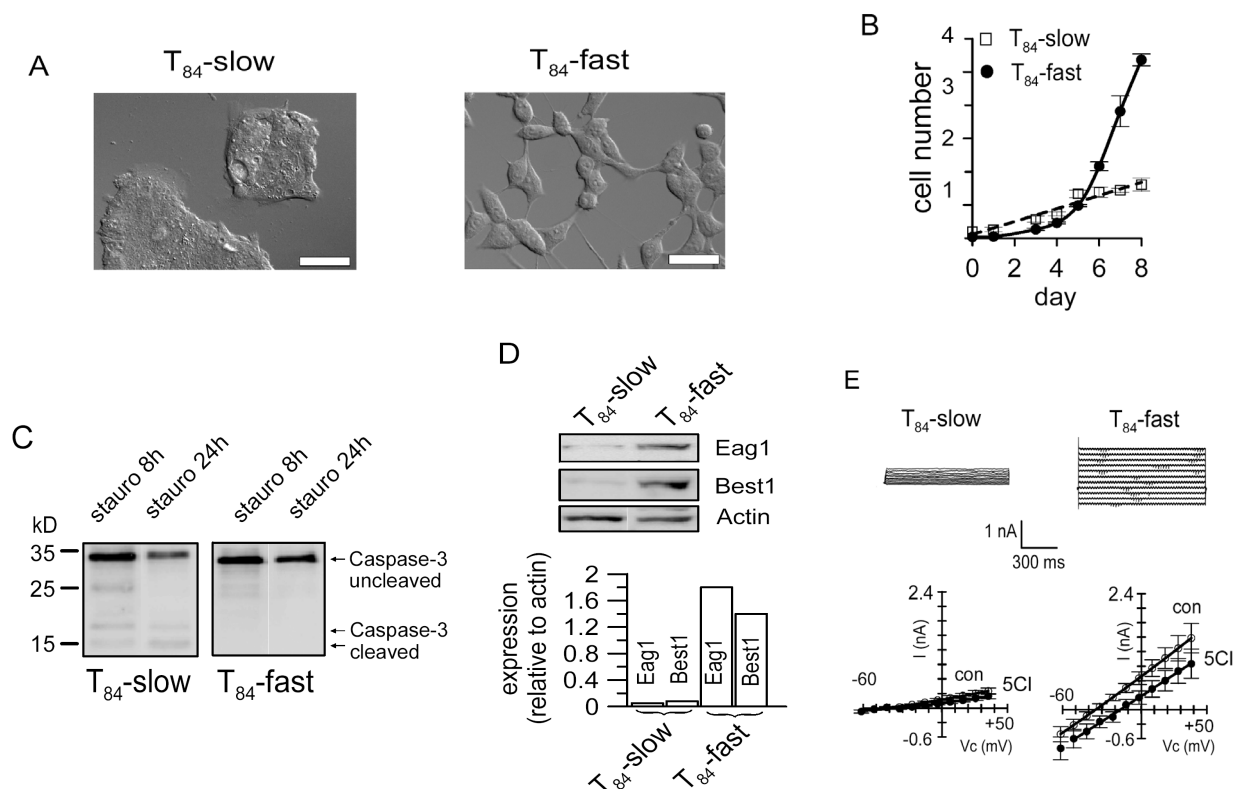 A
T84-slow
T84-fast
B
T84-slow
T84-fast
cell number
4
3
2
1
0
2
4
6
8
day
C
stauro 8h
stauro 24h
stauro 8h
stauro 24h
kD
35
25
15
Caspase-3
uncleaved
Caspase-3
cleaved
T84-slow
T84-fast
D
T84-slow
T84-fast
Eag1
Best1
Actin
expression
(relative to actin)
2
1.6
1.2
0.8
0.4
0
Eag1
Best1
Eag1
Best1
T84-slow
T84-fast
E
T84-slow
T84-fast
1 nA
300 ms
2.4
I (nA)
con
5Cl
-60
+50
-0.6
Vc (mV)
2.4
I (nA)
con
5Cl
-60
+50
-0.6
Vc (mV)